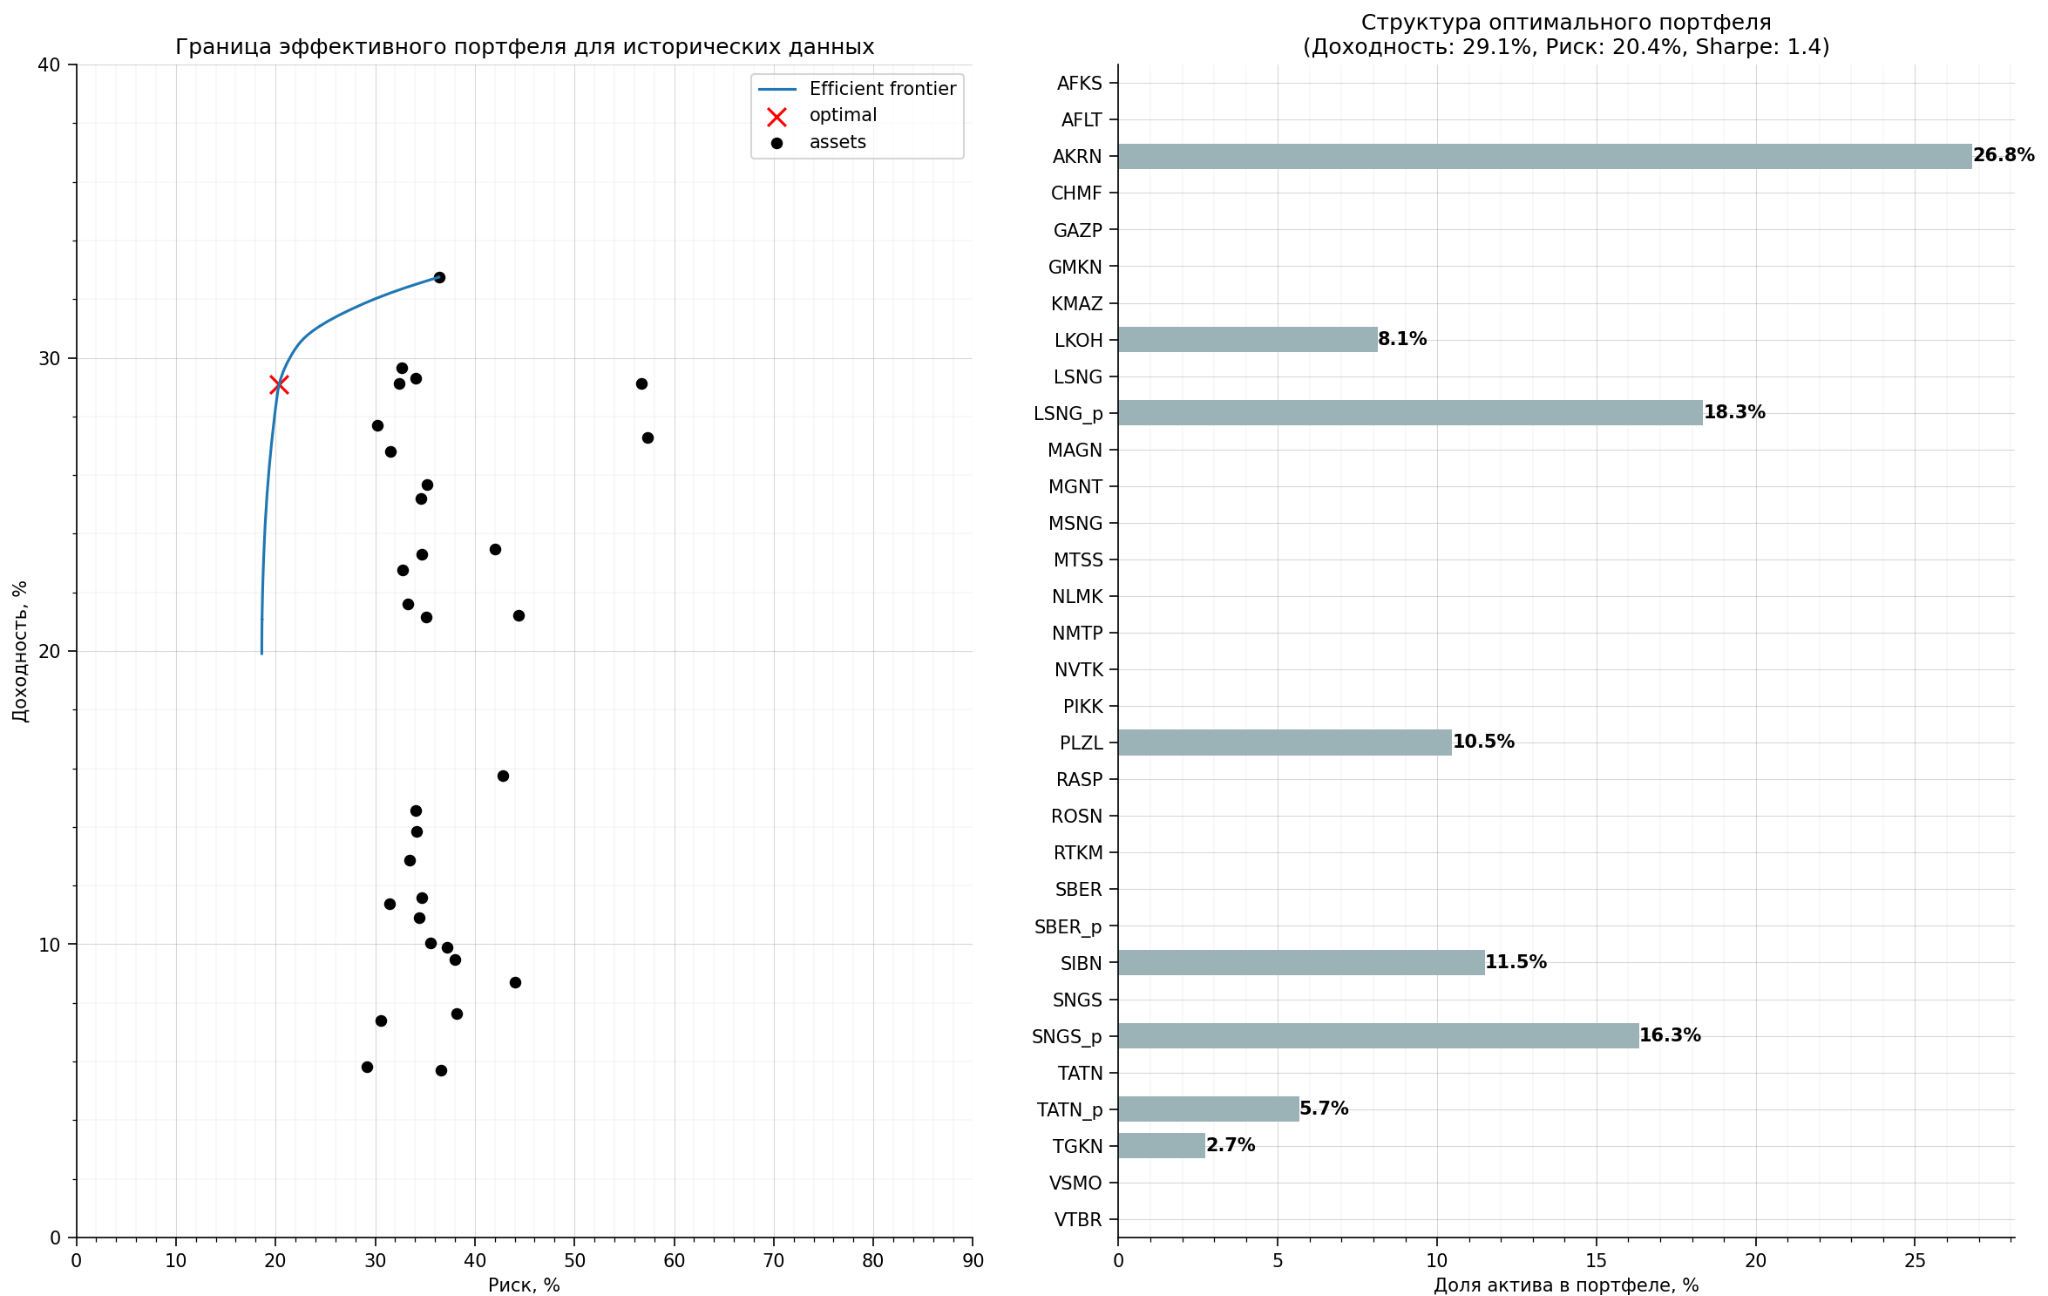 Граница эффективного портфеля для исторических данных
Efficient frontier
optimal
assets
40
30
20
10
0
Доходность, %
0 10 20 30 40 50 60 70 80 90
Риск, %
Структура оптимального портфеля
(Доходность: 29.1%, Риск: 20.4%, Sharpe: 1.4)
AFKS
AFLT
AKRN 26.8%
CHMF
GAZP
GMKN
KMAZ
LKOH 8.1%
LSNG
LSNG_p 18.3%
MAGN
MGNT
MSNG
MTSS
NLMK
NMTP
NVTK
PIKK
PLZL 10.5%
RASP
ROSN
RTKM
SBER
SBER_p
SIBN 11.5%
SNGS
SNGS_p 16.3%
TATN
TATN_p 5.7%
TGKN 2.7%
VSMO
VTBR
0 5 10 15 20 25
Доля актива в портфеле, %